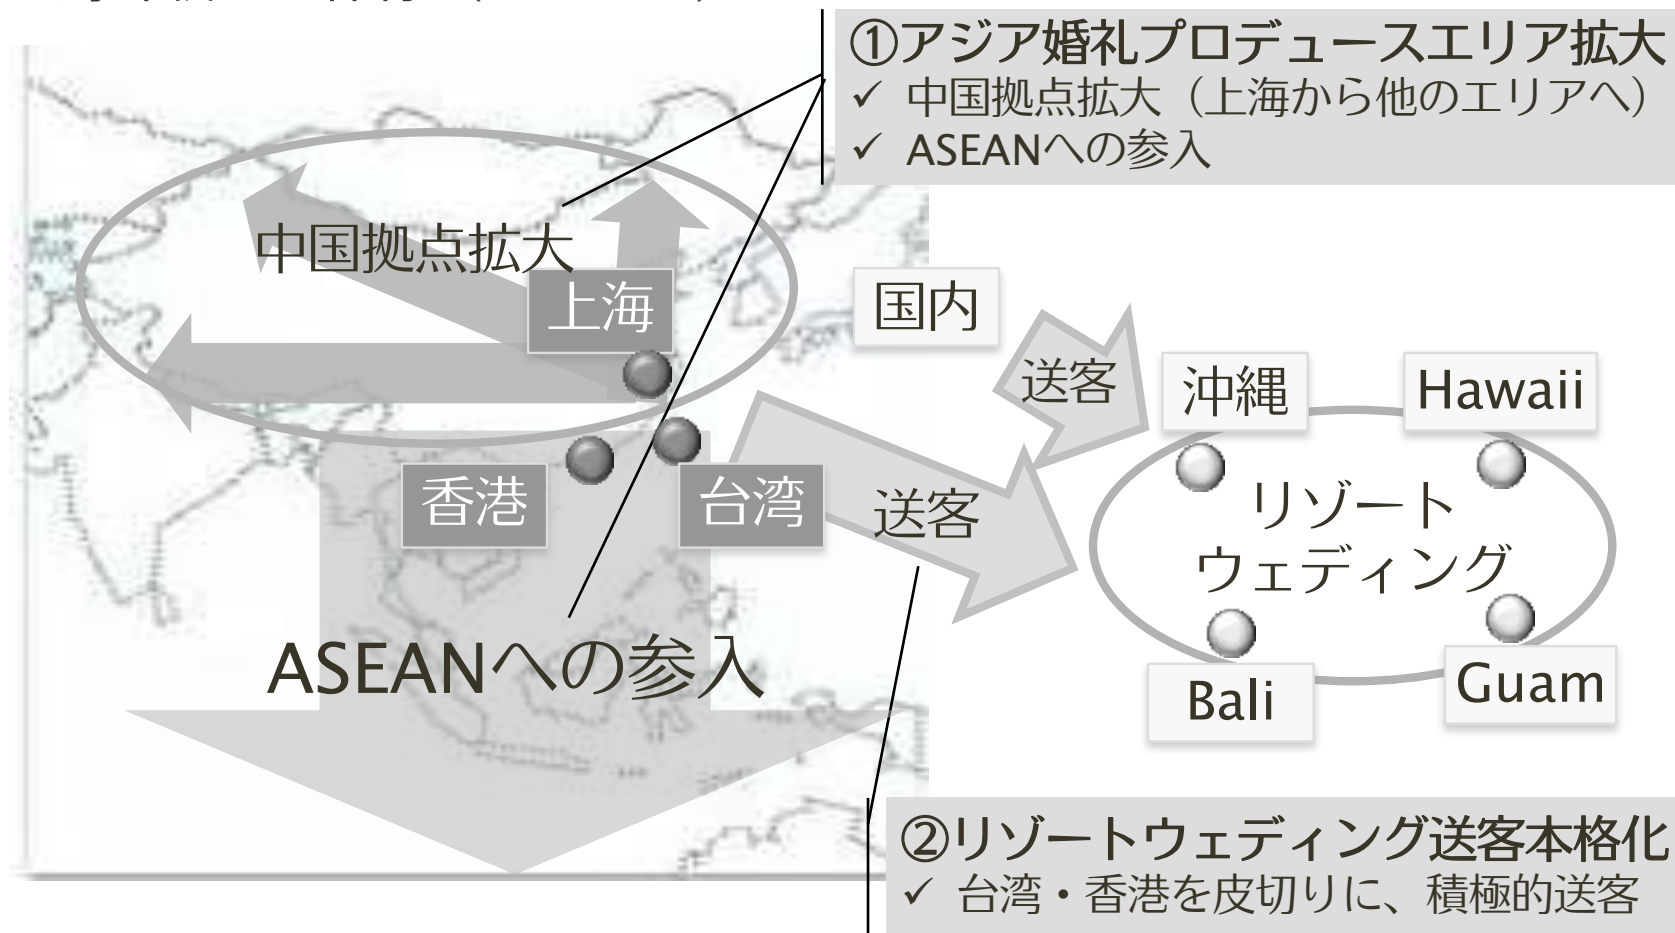 ①アジア婚礼プロデュースエリア拡大
✓ 中国拠点拡大（上海から他のエリアへ）
✓ ASEANへの参入
中国拠点拡大
上海
国内
送客
沖縄
Hawaii
香港
台湾
送客
リゾート
ウェディング
ASEANへの参入
Bali
Guam
②リゾートウェディング送客本格化
✓ 台湾・香港を皮切りに、積極的送客